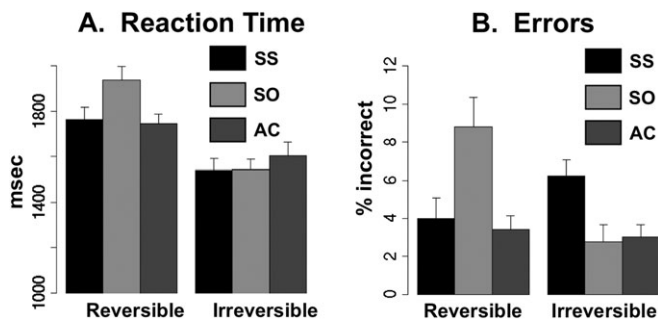 A. Reaction Time
SS
SO
AC
msec
1000
1400
1800
Reversible
Irreversible
B. Errors
SS
SO
AC
% incorrect
0
2
4
6
8
10
12
Reversible
Irreversible